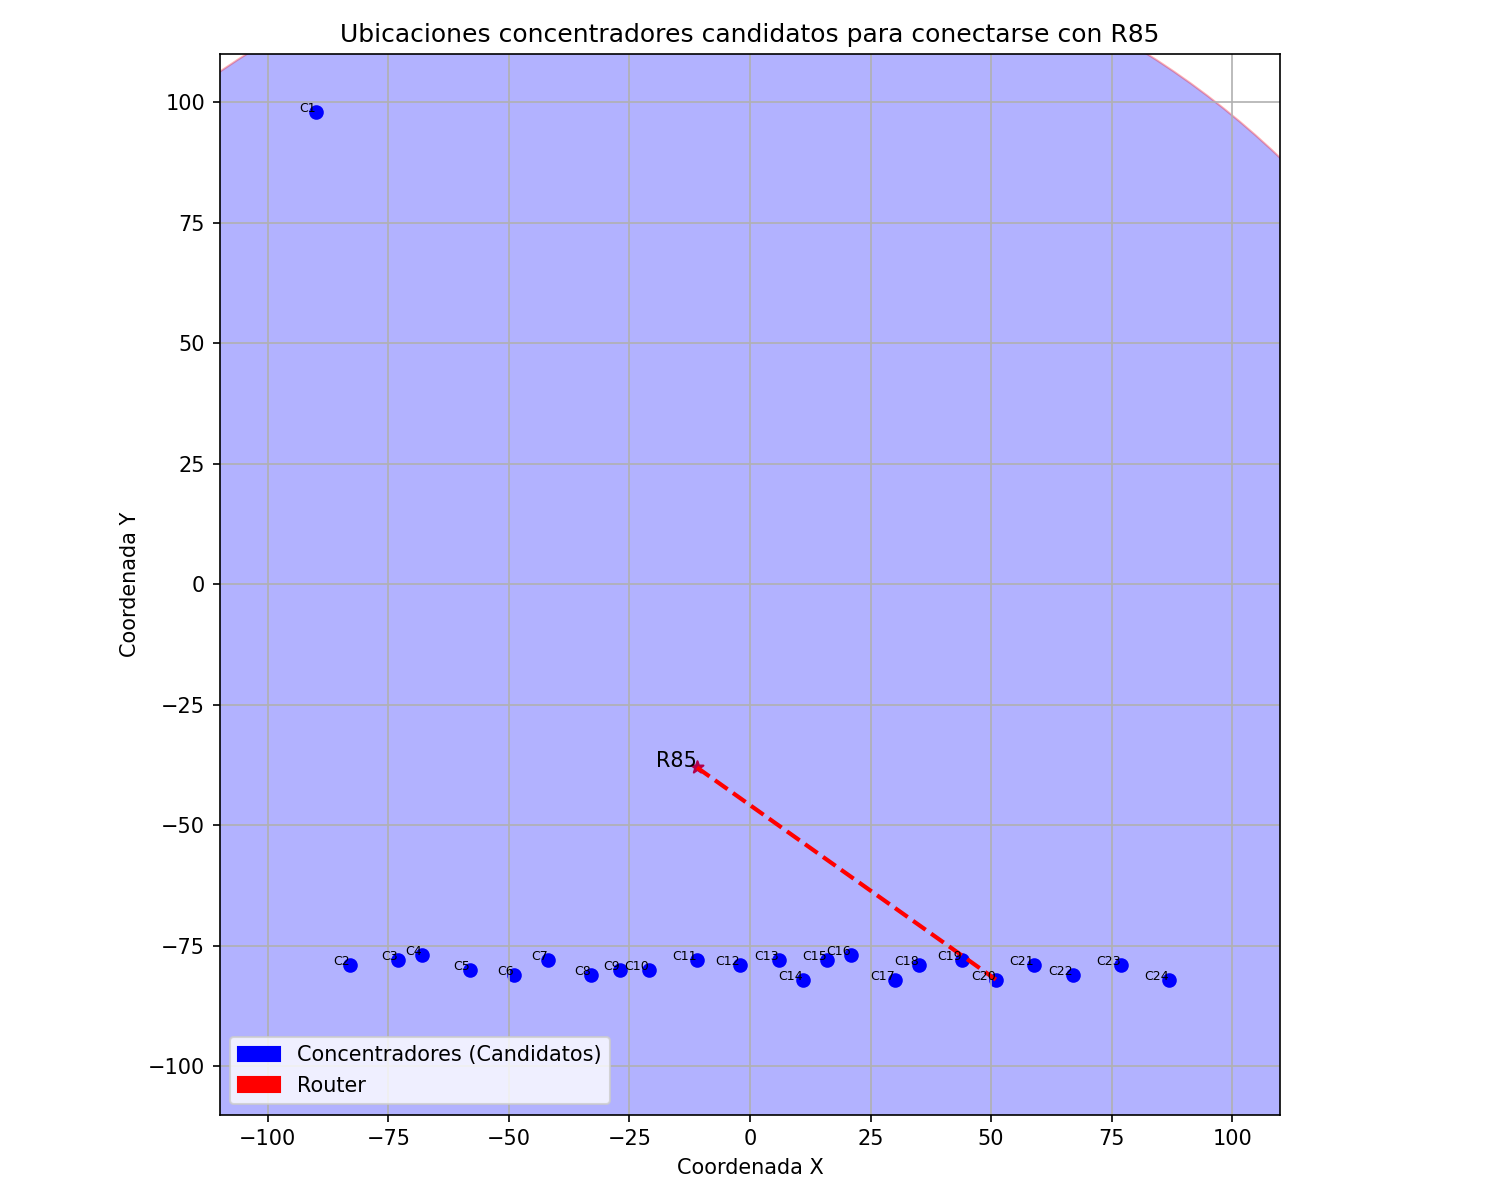 Ubicaciones concentradores candidatos para conectarse con R85
100
75
50
25
0
−25
−50
−75
−100
Coordenada Y
C1
R85
C2
C3
C4
C5
C6
C7
C8
C9
C10
C11
C12
C13
C14
C15
C16
C17
C18
C19
C20
C21
C22
C23
C24
Concentradores (Candidatos)
Router
−100
−75
−50
−25
0
25
50
75
100
Coordenada X